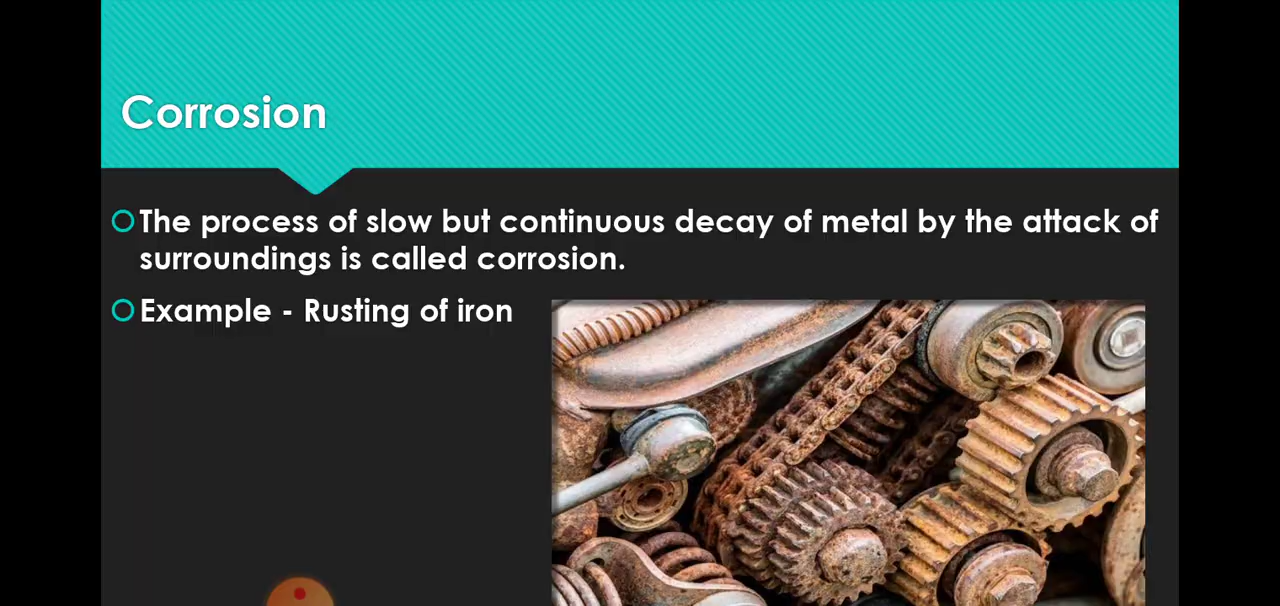 Corrosion
The process of slow but continuous decay of metal by the attack of
surroundings is called corrosion.
Example - Rusting of iron